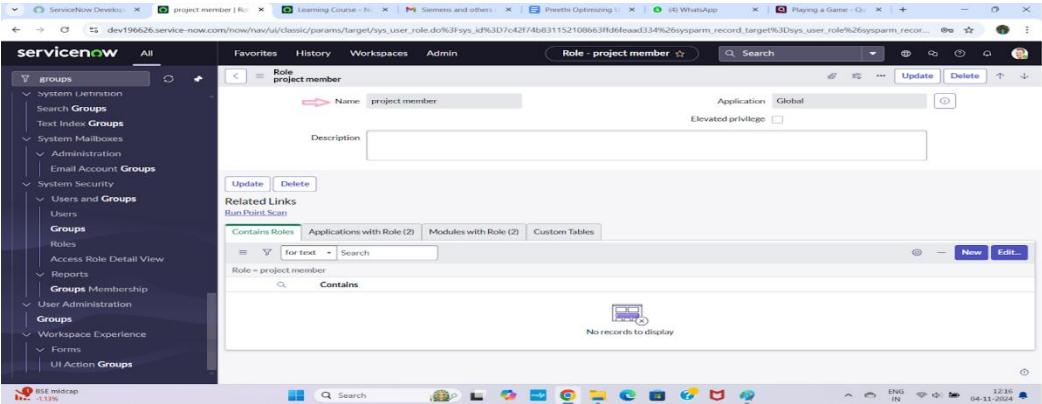 ServiceNow Develop
project member | Ro
Learning Course - N
Siemens and others
Preethi Optimizing
(4) WhatsApp
Playing a Game - Qu
dev196626.service-now.com/now/nav/ui/classic/params/target/sys_user_role.do%3Fsys_id%3D7c42f74b83115210866 3ffd6feaad334%26sysparm_record_target%3Dsys_user_role%26sysparm_recor...
servicenow All Favorites History Workspaces Admin Role - project member Search
groups
Role
project member
Update Delete
System Definition
Search Groups
Text Index Groups
System Mailboxes
Administration
Email Account Groups
System Security
Users and Groups
Users
Groups
Roles
Access Role Detail View
Reports
Groups Membership
User Administration
Groups
Workspace Experience
Forms
UI Action Groups
Name project member
Application Global
Elevated privilege
Description
Update Delete
Related Links
Run Point Scan
Contains Roles Applications with Role (2) Modules with Role (2) Custom Tables
for text Search New Edit...
Role = project member
Contains
No records to display
BSE midcap
-1.13%
Search
ENG
IN
12:16
04-11-2024